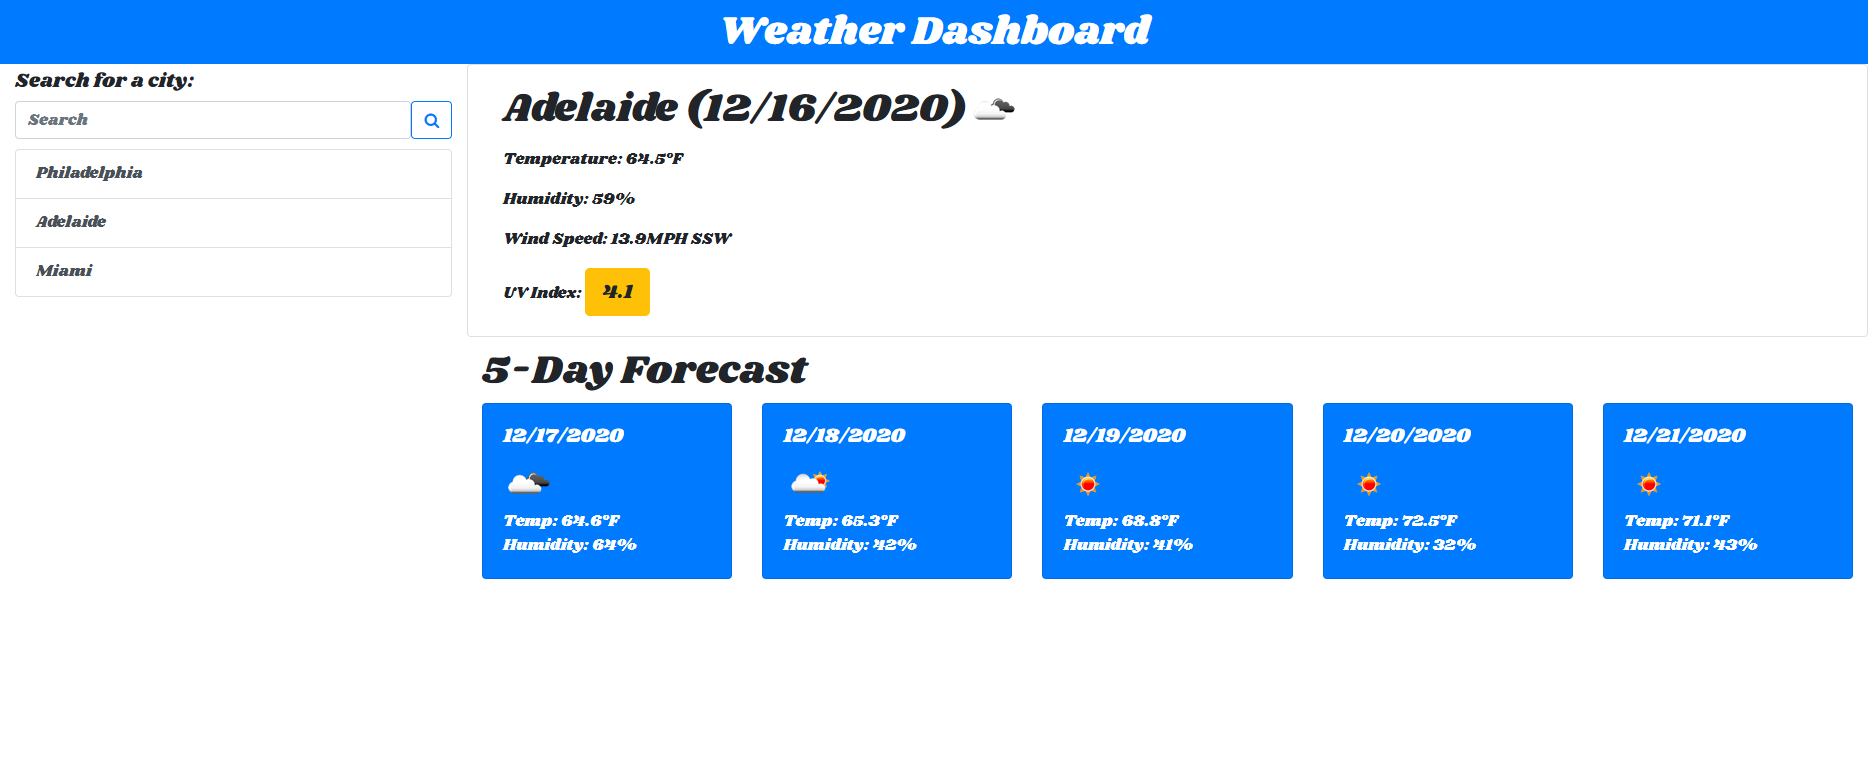 Weather Dashboard
Search for a city:
Search
Philadelphia
Adelaide
Miami
Adelaide (12/16/2020)
Temperature: 64.5°F
Humidity: 59%
Wind Speed: 13.9MPH SSW
UV Index: 4.1
5-Day Forecast
12/17/2020
Temp: 64.6°F
Humidity: 64%
12/18/2020
Temp: 65.3°F
Humidity: 42%
12/19/2020
Temp: 68.8°F
Humidity: 41%
12/20/2020
Temp: 72.5°F
Humidity: 32%
12/21/2020
Temp: 71.1°F
Humidity: 43%